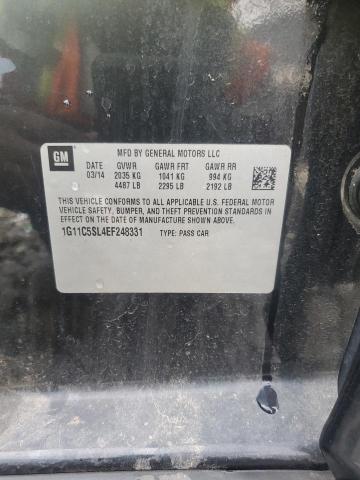 GM
MFD BY GENERAL MOTORS LLC
DATE GVWR GAWR FRT GAWR RR
03/14 2035 KG 1041 KG 994 KG
4487 LB 2295 LB 2192 LB
THIS VEHICLE CONFORMS TO ALL APPLICABLE U.S. FEDERAL MOTOR
VEHICLE SAFETY, BUMPER, AND THEFT PREVENTION STANDARDS IN
EFFECT ON THE DATE OF MANUFACTURE SHOWN ABOVE.
1G11C5SL4EF248331 TYPE: PASS CAR